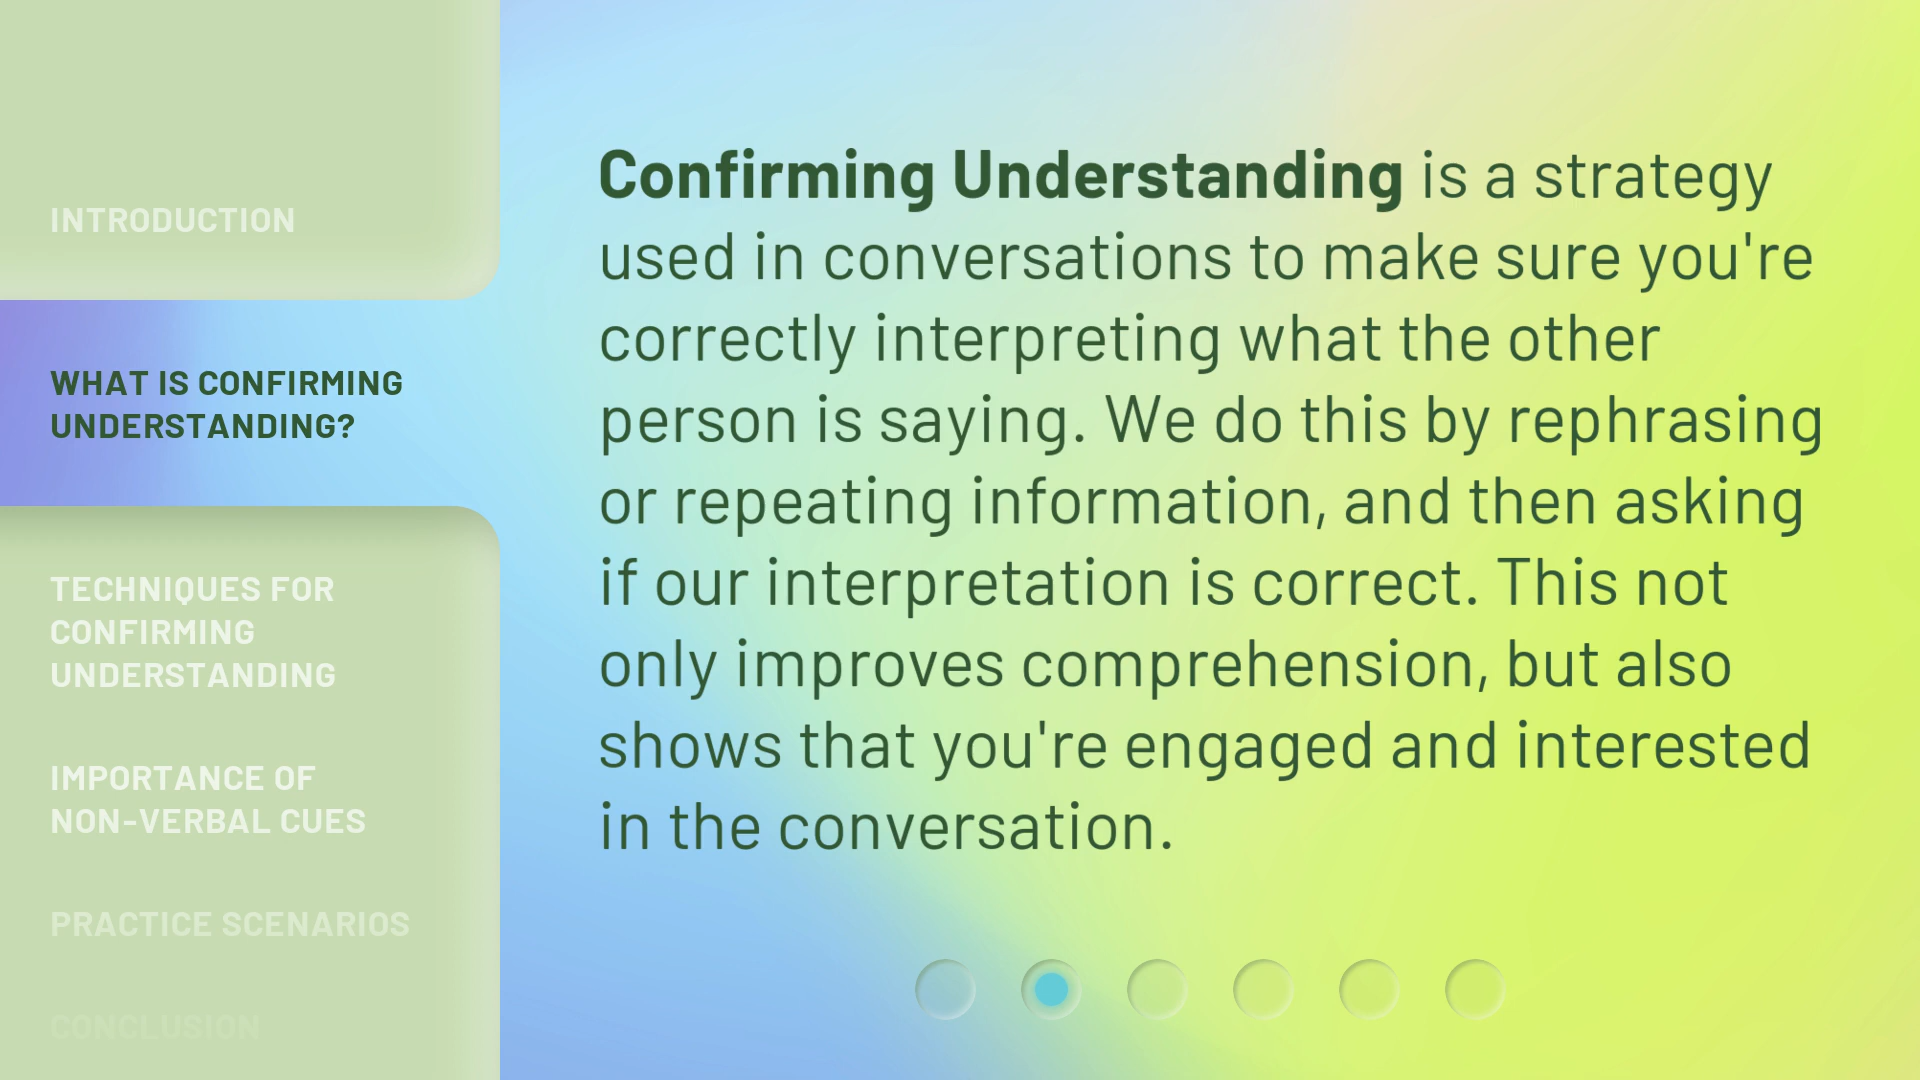 INTRODUCTION
WHAT IS CONFIRMING
UNDERSTANDING?
TECHNIQUES FOR
CONFIRMING
UNDERSTANDING
IMPORTANCE OF
NON-VERBAL CUES
PRACTICE SCENARIOS
CONCLUSION
Confirming Understanding is a strategy
used in conversations to make sure you're
correctly interpreting what the other
person is saying. We do this by rephrasing
or repeating information, and then asking
if our interpretation is correct. This not
only improves comprehension, but also
shows that you're engaged and interested
in the conversation.